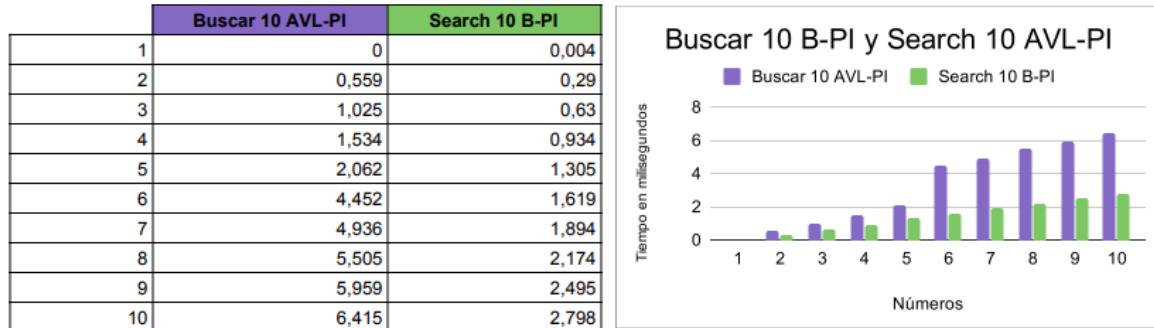 Buscar 10 AVL-PI Search 10 B-PI
1 0 0,004
2 0,559 0,29
3 1,025 0,63
4 1,534 0,934
5 2,062 1,305
6 4,452 1,619
7 4,936 1,894
8 5,505 2,174
9 5,959 2,495
10 6,415 2,798
Buscar 10 B-PI y Search 10 AVL-PI
Buscar 10 AVL-PI Search 10 B-PI
Tiempo en milisegundos
8
6
4
2
0
1 2 3 4 5 6 7 8 9 10
Números